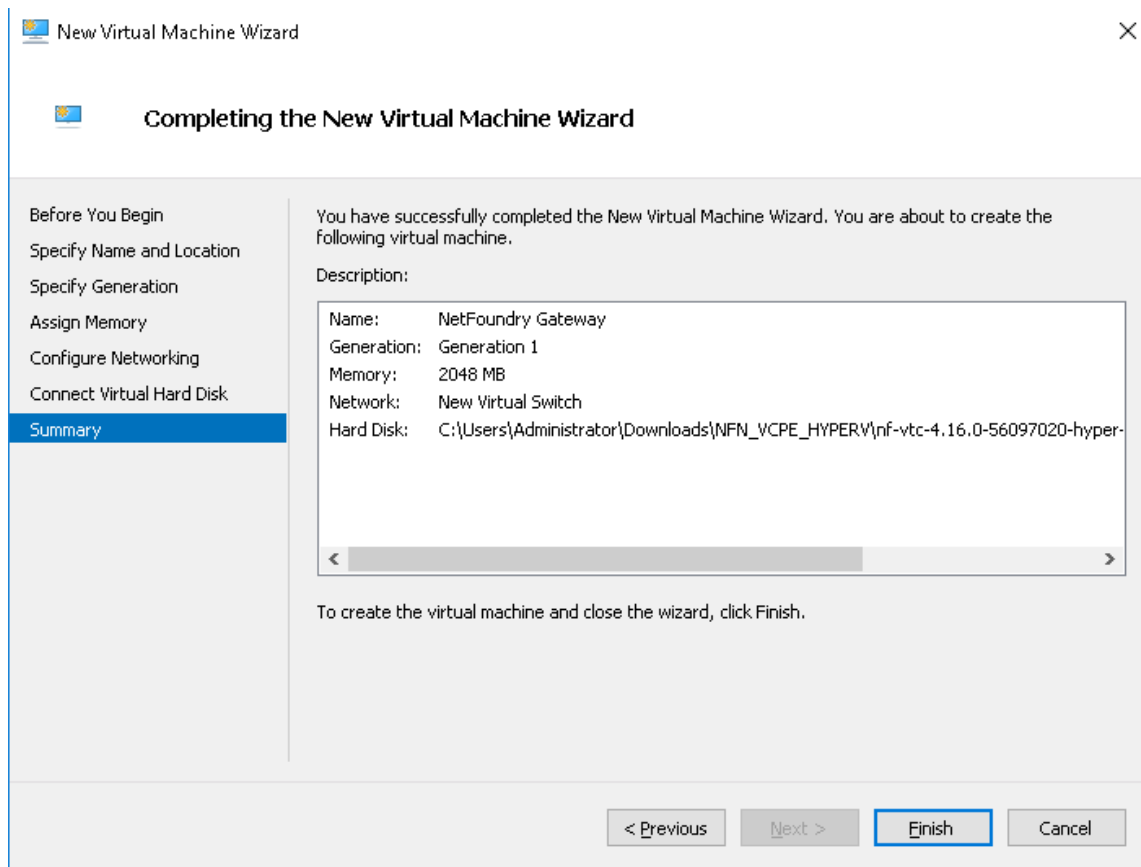 New Virtual Machine Wizard
Completing the New Virtual Machine Wizard
Before You Begin
Specify Name and Location
Specify Generation
Assign Memory
Configure Networking
Connect Virtual Hard Disk
Summary
You have successfully completed the New Virtual Machine Wizard. You are about to create the
following virtual machine.
Description:
Name: NetFoundry Gateway
Generation: Generation 1
Memory: 2048 MB
Network: New Virtual Switch
Hard Disk: C:\Users\Administrator\Downloads\NFN_VCPE_HYPERV\nf-vtc-4.16.0-56097020-hyper-
To create the virtual machine and close the wizard, click Finish.
< Previous
Next >
Finish
Cancel